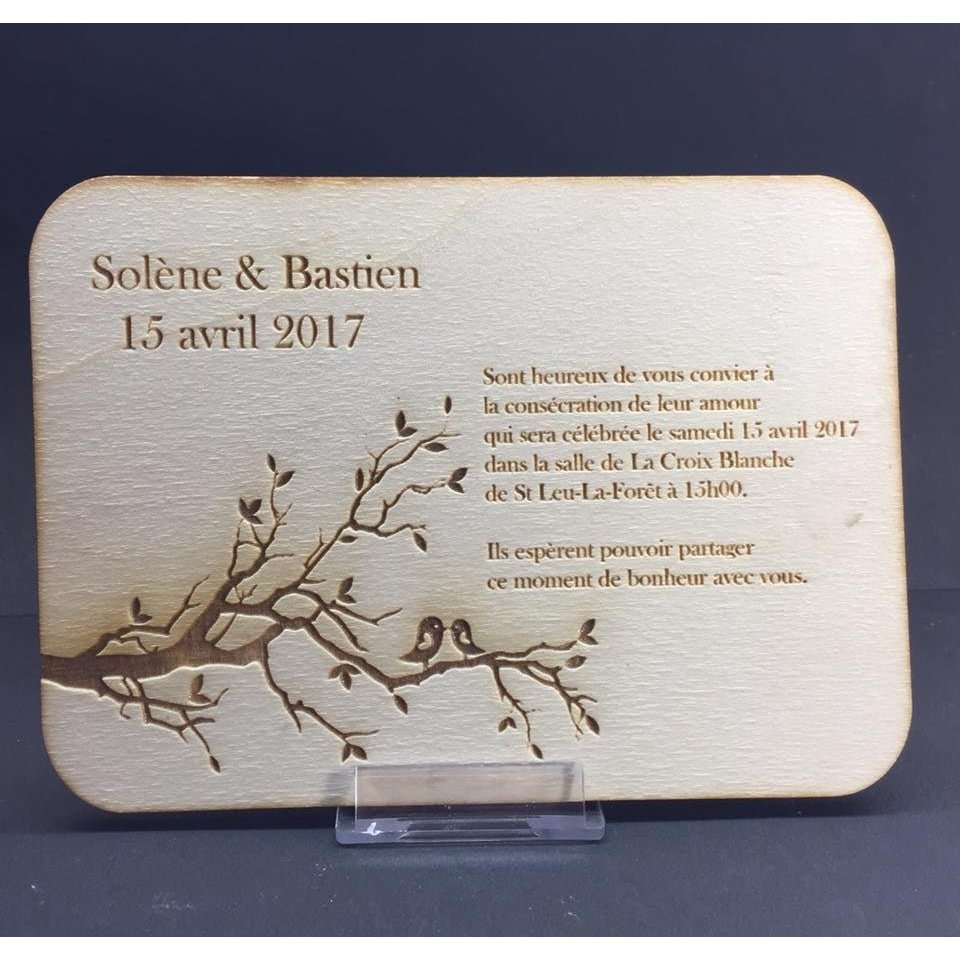 Solène & Bastien
15 avril 2017
Sont heureux de vous convier à
la consécration de leur amour
qui sera célébrée le samedi 15 avril 2017
dans la salle de La Croix Blanche
de St Leu-La-Forêt à 15h00.
Ils espèrent pouvoir partager
ce moment de bonheur avec vous.